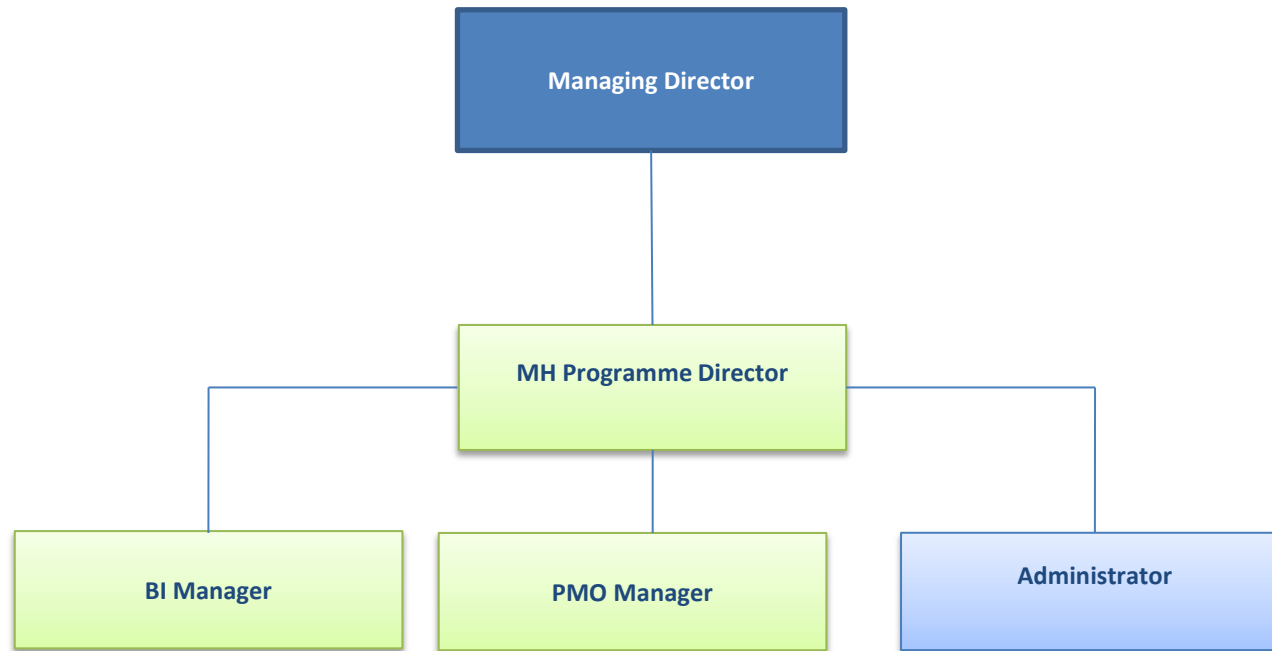 Managing Director
MH Programme Director
BI Manager
PMO Manager
Administrator